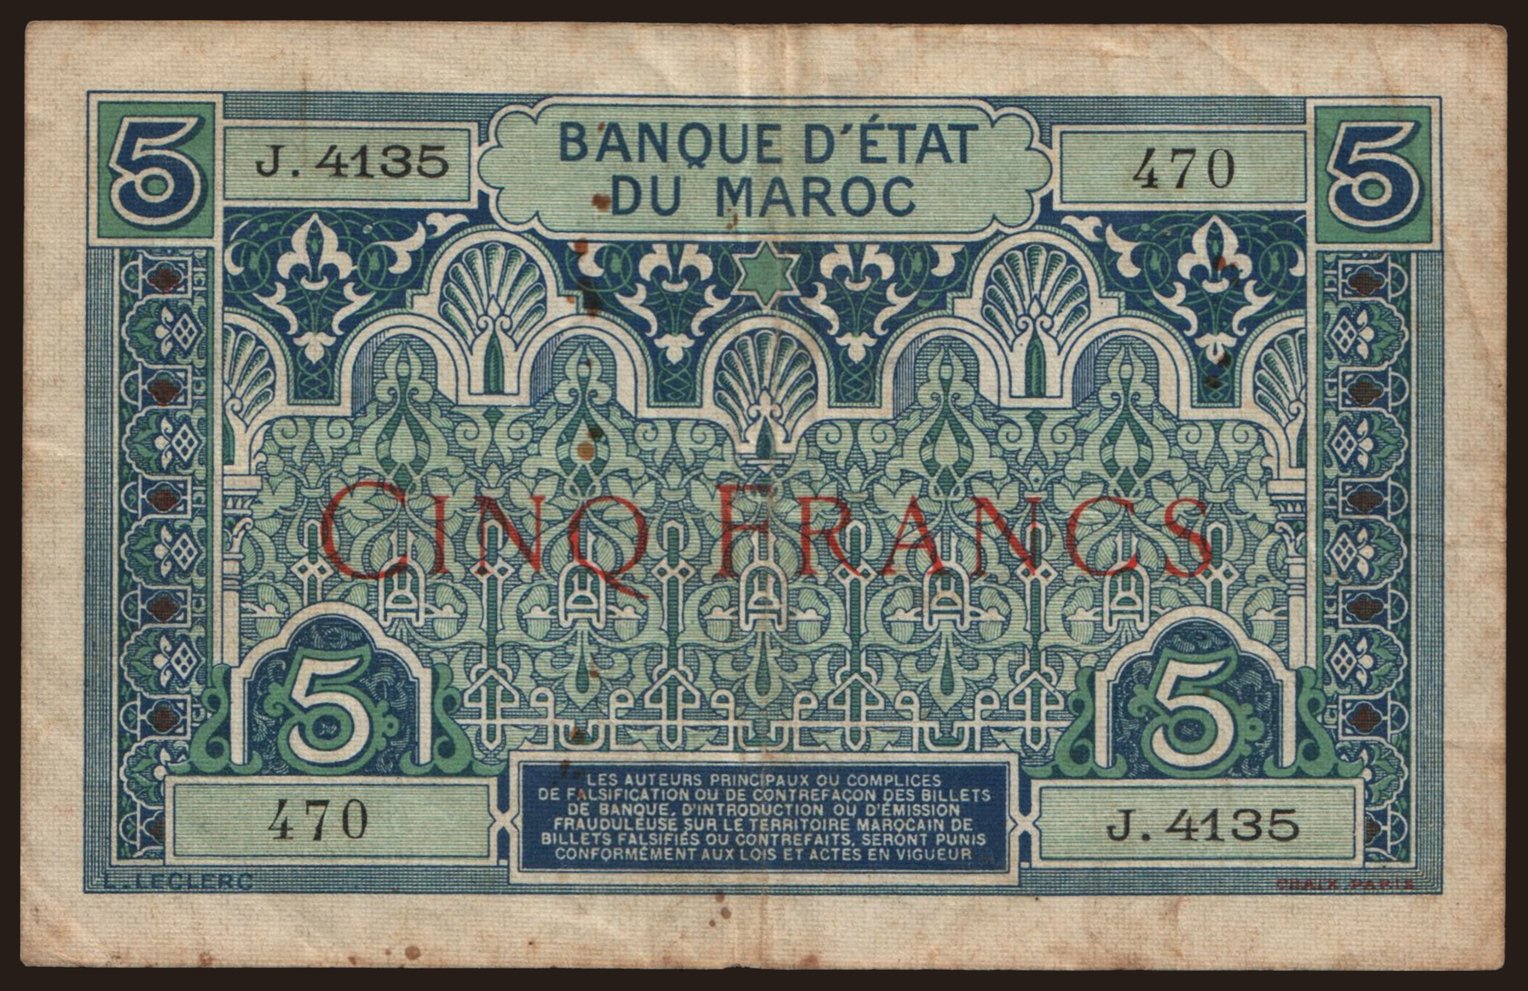 5 J.4135 BANQUE D'ÉTAT 470 5
DU MAROC
CINQ FRANCS
5 5
LES AUTEURS PRINCIPAUX OU COMPLICES
DE FALSIFICATION OU DE CONTREFAÇON DES BILLETS
DE BANQUE, D'INTRODUCTION OU D'ÉMISSION
FRAUDULEUSE SUR LE TERRITOIRE MAROCAIN DE
BILLETS FALSIFIÉS OU CONTREFAITS, SERONT PUNIS
CONFORMÉMENT AUX LOIS ET ACTES EN VIGUEUR
470 J.4135
L. LECLERC CHAIX PARIS